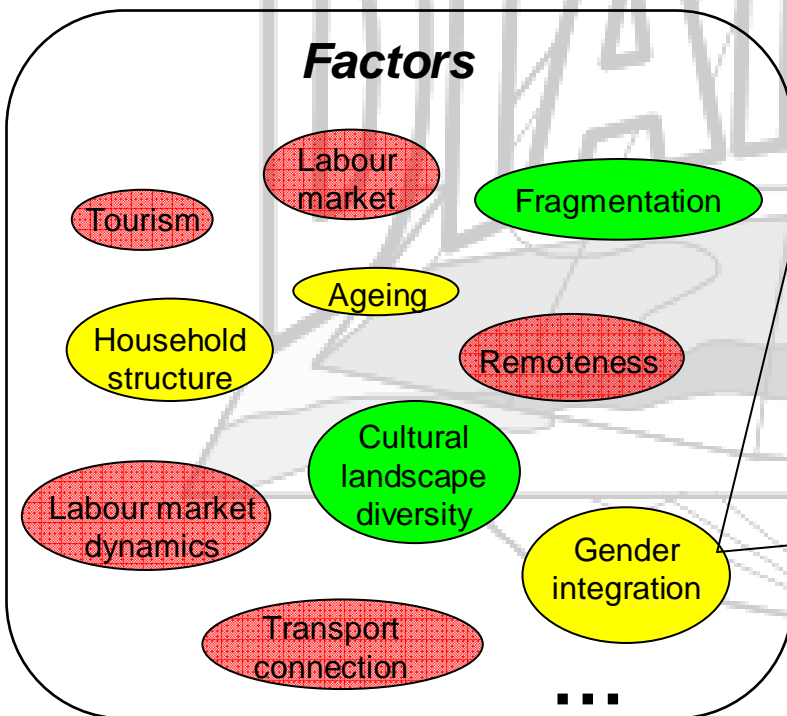 Factors
Labour
market
Tourism
Fragmentation
Ageing
Household
structure
Remoteness
Cultural
landscape
diversity
Labour market
dynamics
Gender
integration
Transport
connection
...